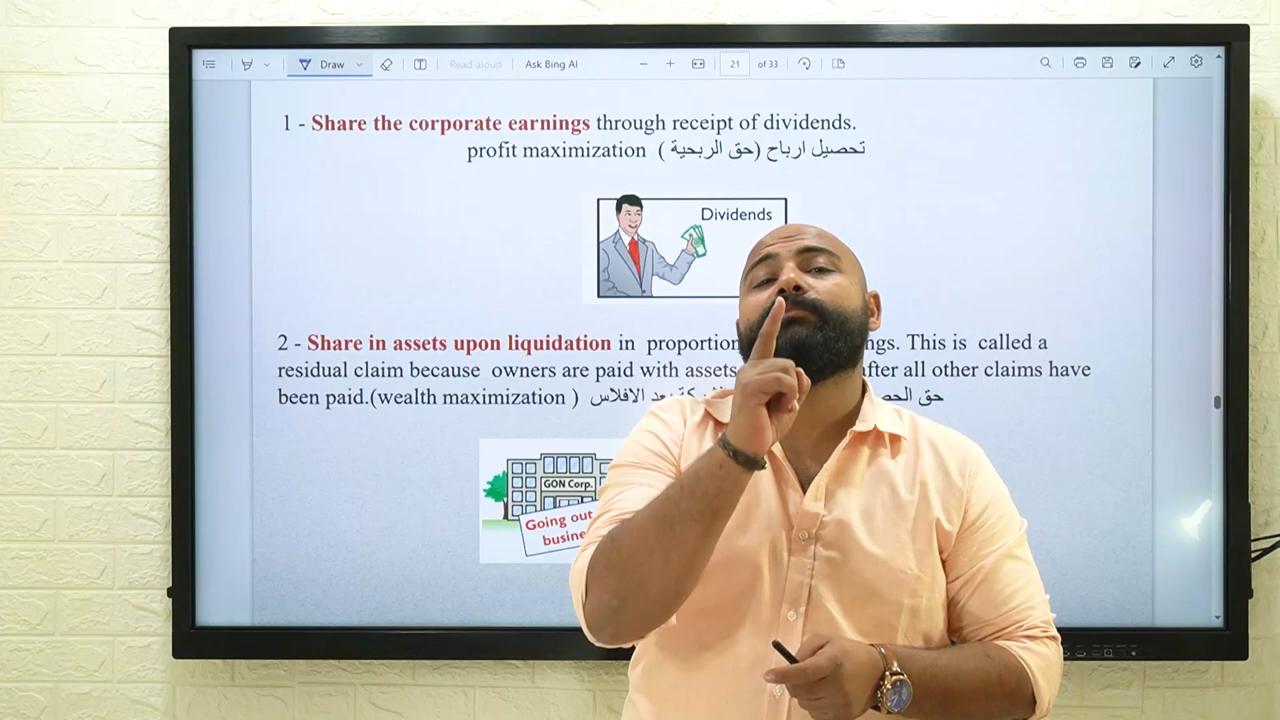 Draw
Read aloud
Ask Bing AI
21 of 33
1 - Share the corporate earnings through receipt of dividends.
profit maximization ( تحصيل ارباح (حق الربحية
Dividends
2 - Share in assets upon liquidation in proportion This is called a
residual claim because owners are paid with assets after all other claims have
been paid.(wealth maximization ) بعد الافلاس حق
GON Corp.
Going out